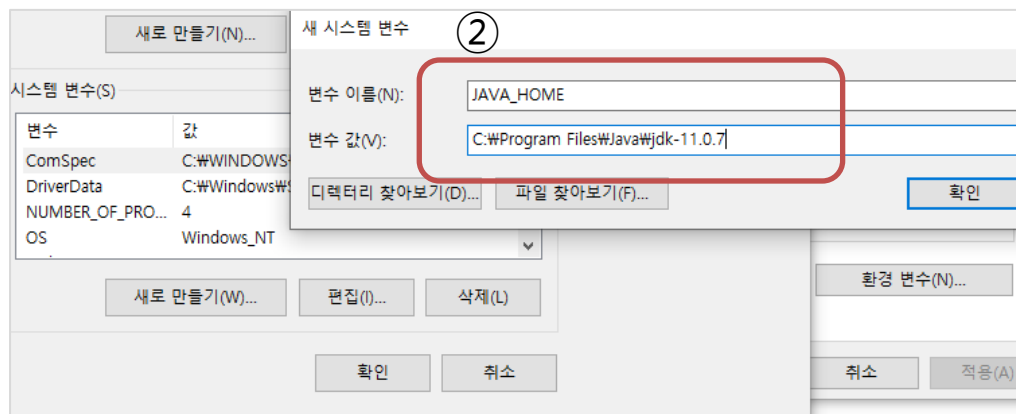 새로 만들기(N)...
새 시스템 변수
②
시스템 변수(S)
변수 이름(N):
JAVA_HOME
변수 값(V):
C:₩Program Files₩Java₩jdk-11.0.7
디렉터리 찾아보기(D)...
파일 찾아보기(F)...
확인
변수 값
ComSpec C:₩WINDOWS
DriverData C:₩Windows₩
NUMBER_OF_PRO... 4
OS Windows_NT
새로 만들기(W)...
편집(I)...
삭제(L)
환경 변수(N)...
확인
취소
취소
적용(A)